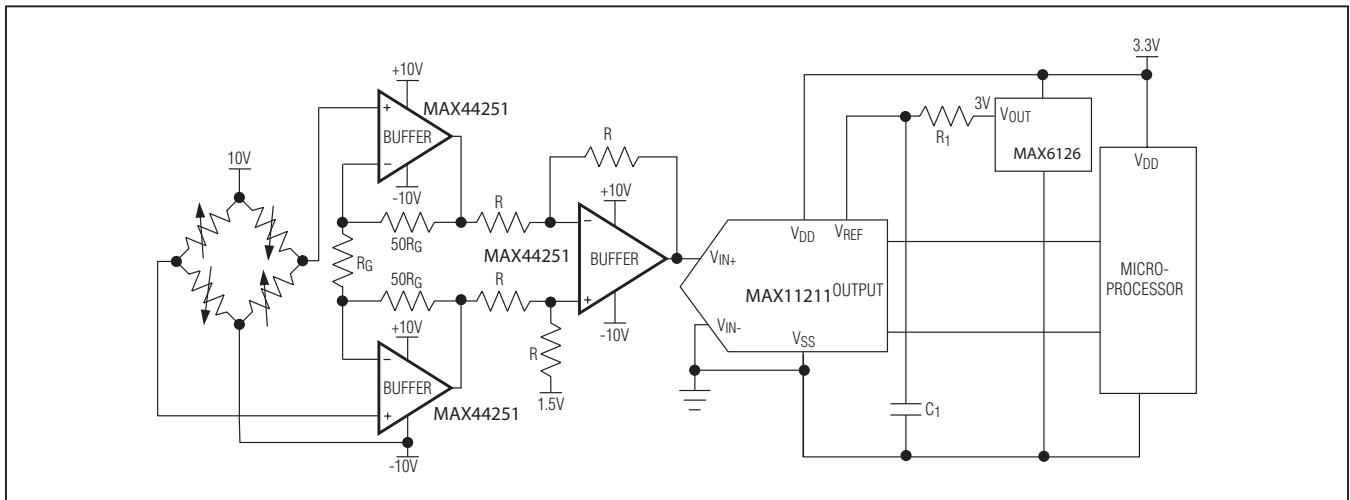 3.3V
+10V
MAX44251
3V
VOUT
R1
MAX6126
BUFFER
R
VDD
10V
-10V
+10V
50RG
R
MAX44251
BUFFER
VDD
VREF
RG
VIN+
50RG
R
MAX11211
OUTPUT
MICRO-
PROCESSOR
+10V
-10V
VIN-
VSS
R
BUFFER
1.5V
MAX44251
C1
-10V